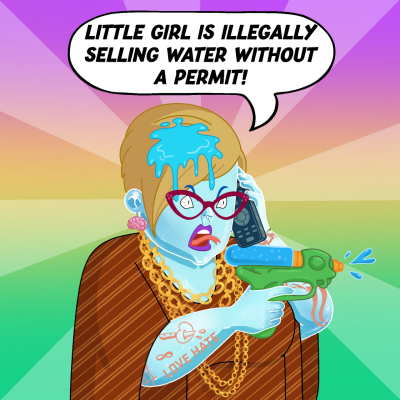 LITTLE GIRL IS ILLEGALLY
SELLING WATER WITHOUT
A PERMIT!
LOVE HATE